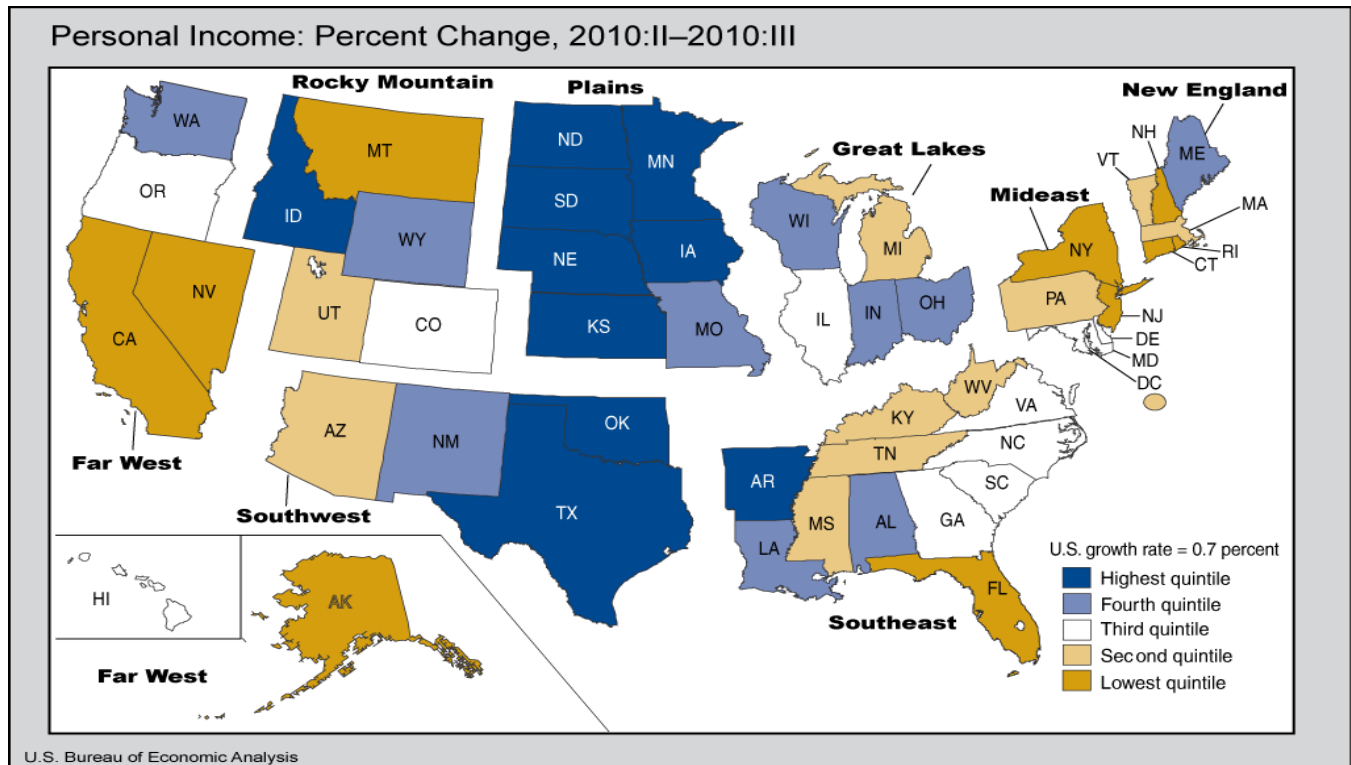 Personal Income: Percent Change, 2010:II–2010:III
Rocky Mountain
Plains
New England
Great Lakes
Mideast
WA
OR
ID
MT
WY
NV
CA
UT
CO
Far West
ND
MN
SD
NE
IA
KS
MO
WI
MI
IL
IN
OH
NH
VT
ME
MA
RI
CT
NY
PA
NJ
DE
MD
DC
AZ
NM
OK
TX
Southwest
WV
KY
VA
TN
NC
SC
AR
MS
AL
GA
LA
FL
Southeast
HI
AK
Far West
U.S. growth rate = 0.7 percent
Highest quintile
Fourth quintile
Third quintile
Second quintile
Lowest quintile
U.S. Bureau of Economic Analysis